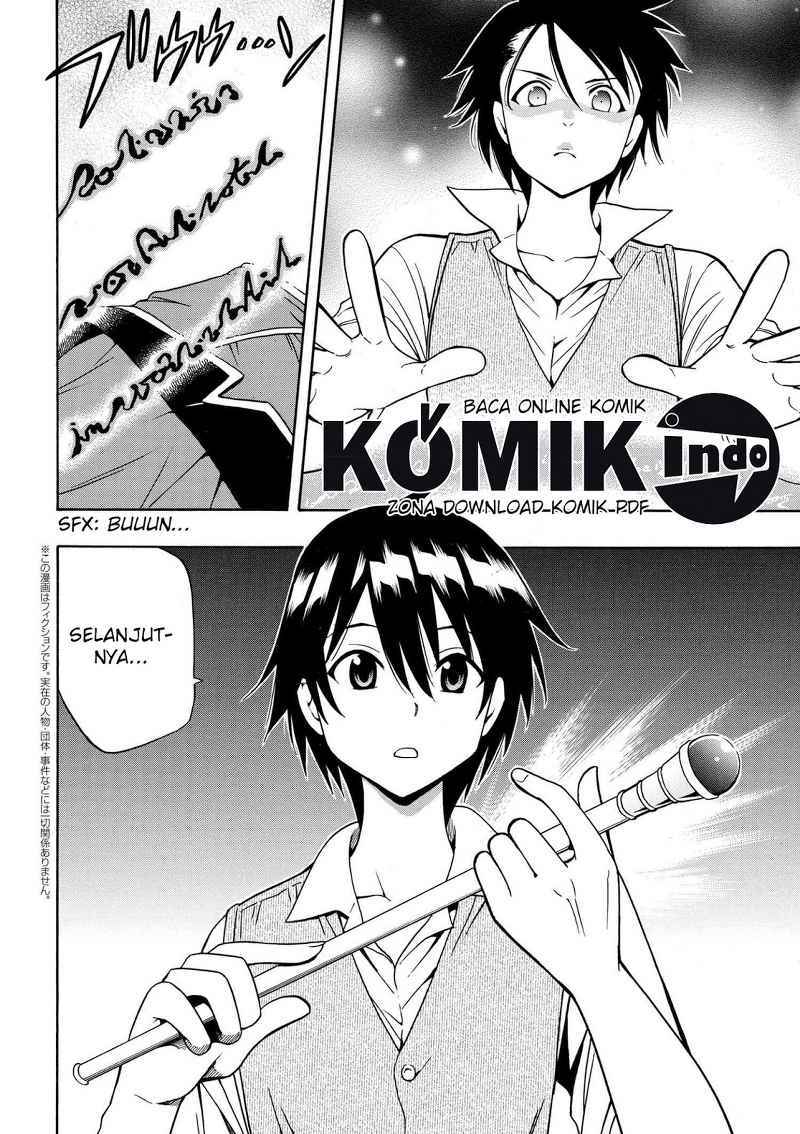 ブゥゥゥ...ン
BACA ONLINE KOMIK
KOMIK indo
ZONA DOWNLOAD-KOMIK-PDF
SFX: BUUUN...
SELANJUT-
NYA...
※この漫画はフィクションです。実在の人物・団体・事件などには一切関係ありません。